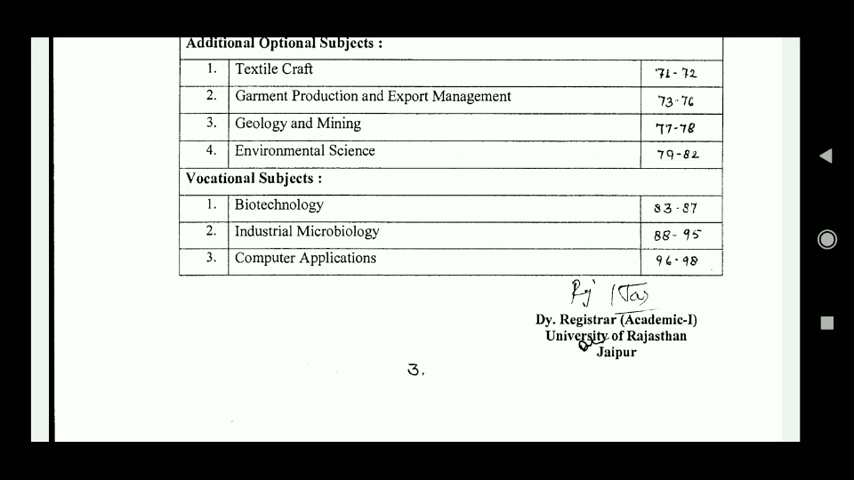 Additional Optional Subjects :
1. Textile Craft 71-72
2. Garment Production and Export Management 73-76
3. Geology and Mining 77-78
4. Environmental Science 79-82
Vocational Subjects :
1. Biotechnology 83-87
2. Industrial Microbiology 88-95
3. Computer Applications 96-98
Dy. Registrar (Academic-I)
University of Rajasthan
Jaipur
3.